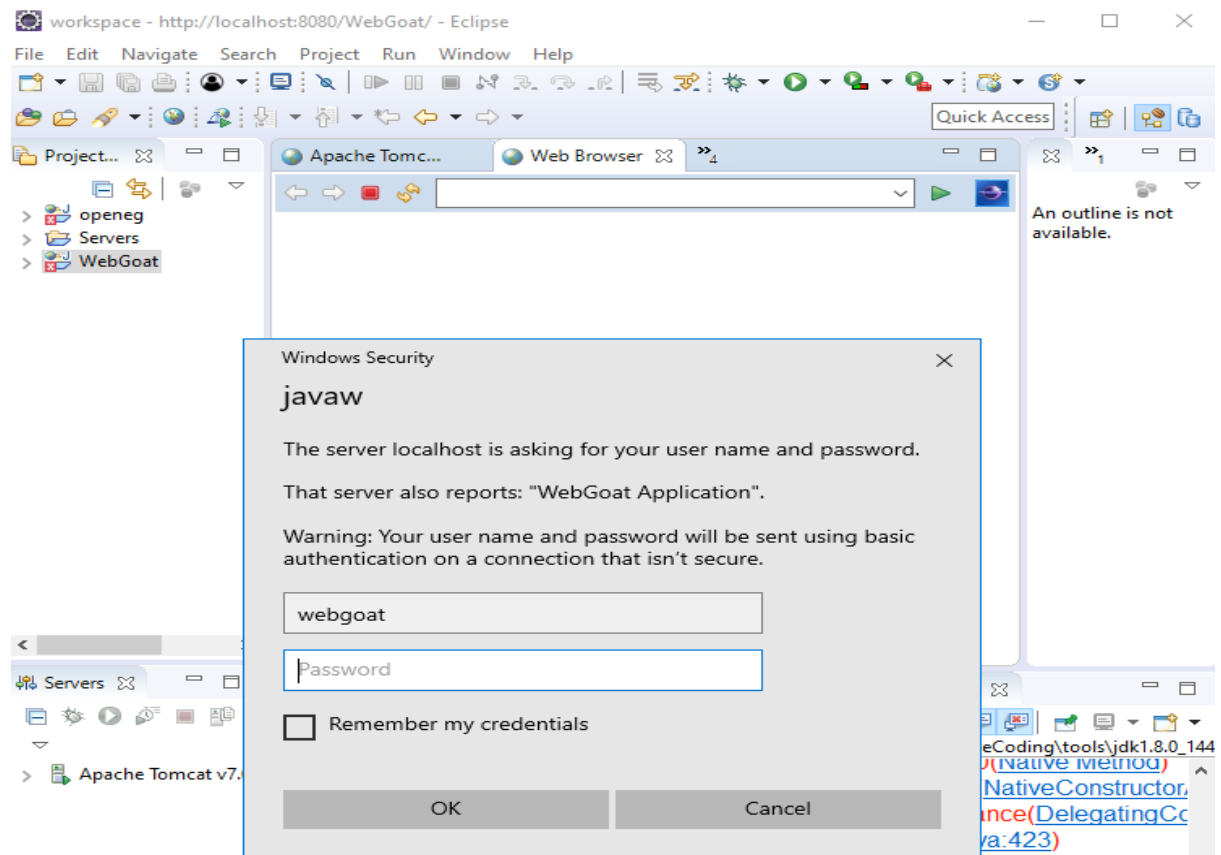 workspace - http://localhost:8080/WebGoat/ - Eclipse
File Edit Navigate Search Project Run Window Help
Quick Access
Project...
Apache Tomc...
Web Browser
»4
»1
openeg
Servers
WebGoat
An outline is not
available.
Windows Security
javaw
The server localhost is asking for your user name and password.
That server also reports: "WebGoat Application".
Warning: Your user name and password will be sent using basic
authentication on a connection that isn't secure.
webgoat
Password
Remember my credentials
OK Cancel
Servers
Apache Tomcat v7.
eCoding\tools\jdk1.8.0_144
(Native Method)
NativeConstructor
ance(DelegatingCc
va:423)